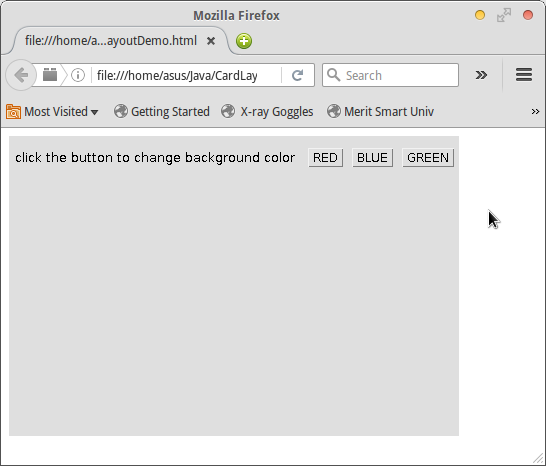 Mozilla Firefox
file:///home/a...ayoutDemo.html
file:///home/asus/Java/CardLay
Search
Most Visited
Getting Started
X-ray Goggles
Merit Smart Univ
click the button to change background color RED BLUE GREEN